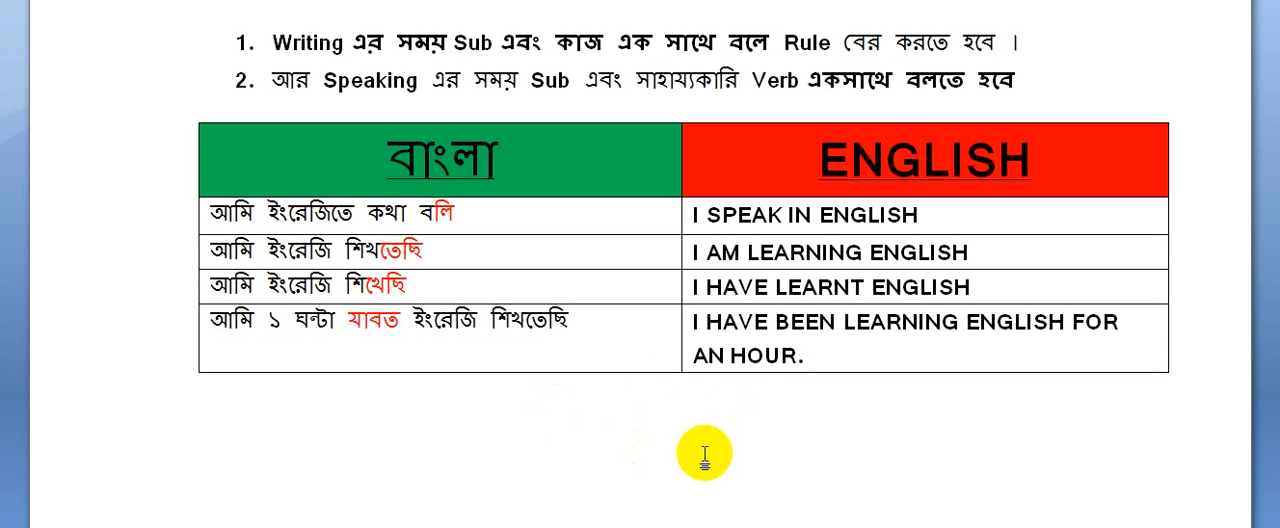 1. Writing এর সময় Sub এবং কাজ এক সাথে বলে Rule বের করতে হবে ।
2. আর Speaking এর সময় Sub এবং সাহায্যকারি Verb একসাথে বলতে হবে
বাংলা ENGLISH
আমি ইংরেজিতে কথা বলি I SPEAK IN ENGLISH
আমি ইংরেজি শিখতেছি I AM LEARNING ENGLISH
আমি ইংরেজি শিখেছি I HAVE LEARNT ENGLISH
আমি ১ ঘন্টা যাবত ইংরেজি শিখতেছি I HAVE BEEN LEARNING ENGLISH FOR
AN HOUR.